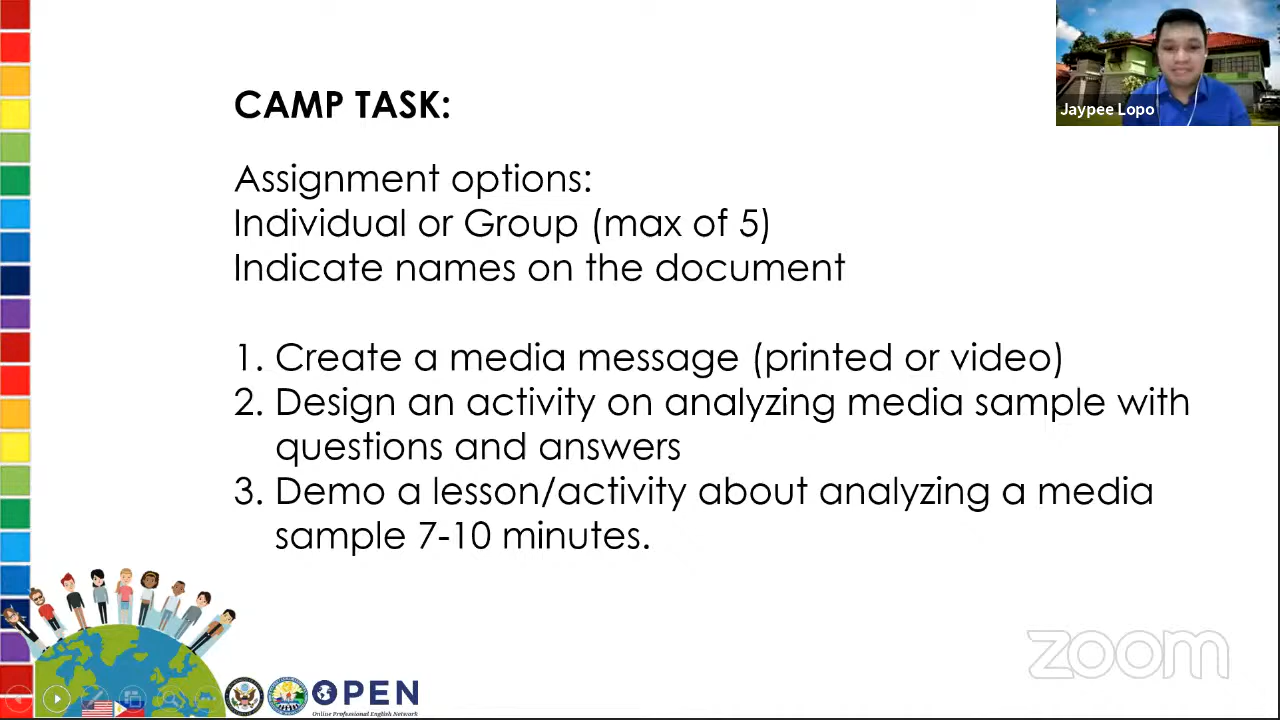 CAMP TASK:
Jaypee Lopo
Assignment options:
Individual or Group (max of 5)
Indicate names on the document
1. Create a media message (printed or video)
2. Design an activity on analyzing media sample with
questions and answers
3. Demo a lesson/activity about analyzing a media
sample 7-10 minutes.
zoom
OPEN
Online Professional English Network